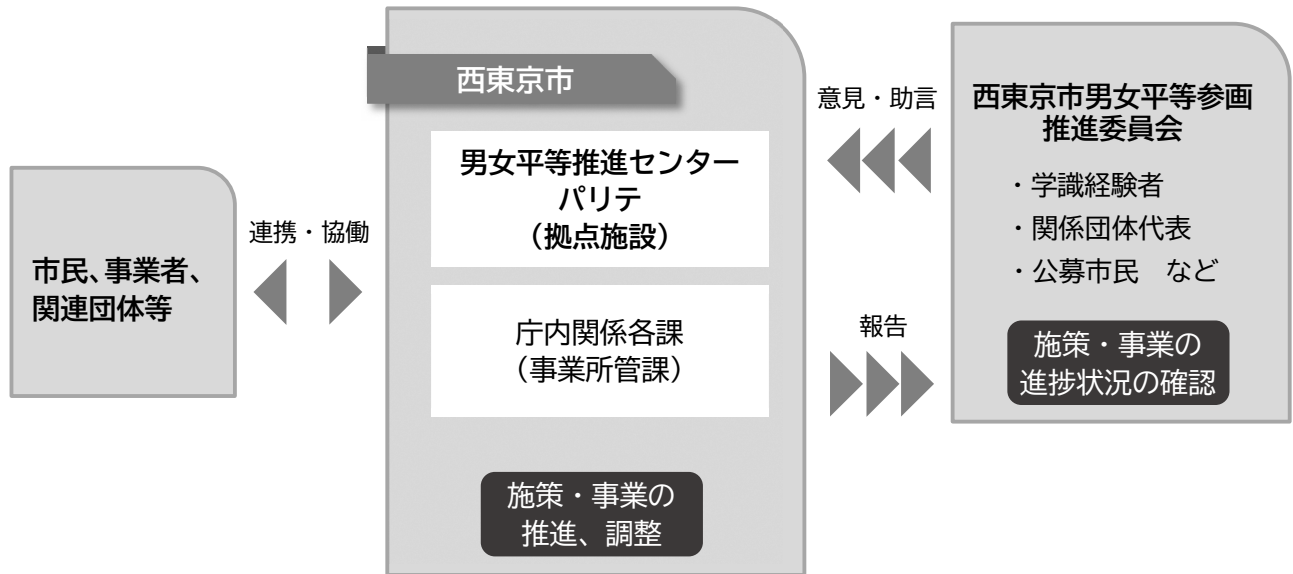 市民、事業者、
関連団体等
連携・協働
西東京市
男女平等推進センター
パリテ
(拠点施設)
庁内関係各課
(事業所管課)
施策・事業の
推進、調整
意見・助言
報告
西東京市男女平等参画
推進委員会
・学識経験者
・関係団体代表
・公募市民　など
施策・事業の
進捗状況の確認